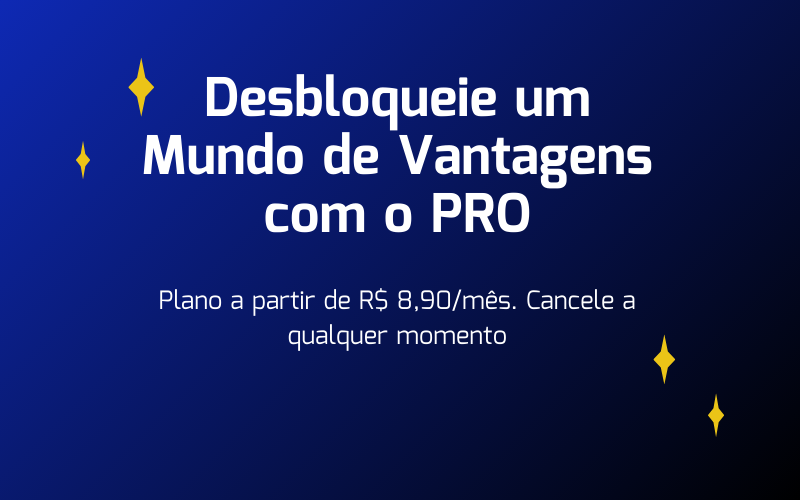 Desbloqueie um
Mundo de Vantagens
com o PRO
Plano a partir de R$ 8,90/mês. Cancele a
qualquer momento